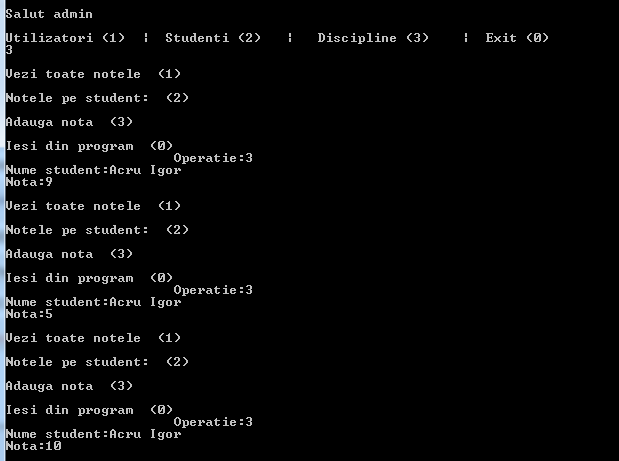 Salut admin
Utilizatori (1)  ¦  Studenti (2)   ¦   Discipline (3)    ¦  Exit (0)
3
Vezi toate notele  (1)
Notele pe student:  (2)
Adauga nota  (3)
Iesi din program  (0)
Operatie:3
Nume student:Acru Igor
Nota:9
Vezi toate notele  (1)
Notele pe student:  (2)
Adauga nota  (3)
Iesi din program  (0)
Operatie:3
Nume student:Acru Igor
Nota:5
Vezi toate notele  (1)
Notele pe student:  (2)
Adauga nota  (3)
Iesi din program  (0)
Operatie:3
Nume student:Acru Igor
Nota:10